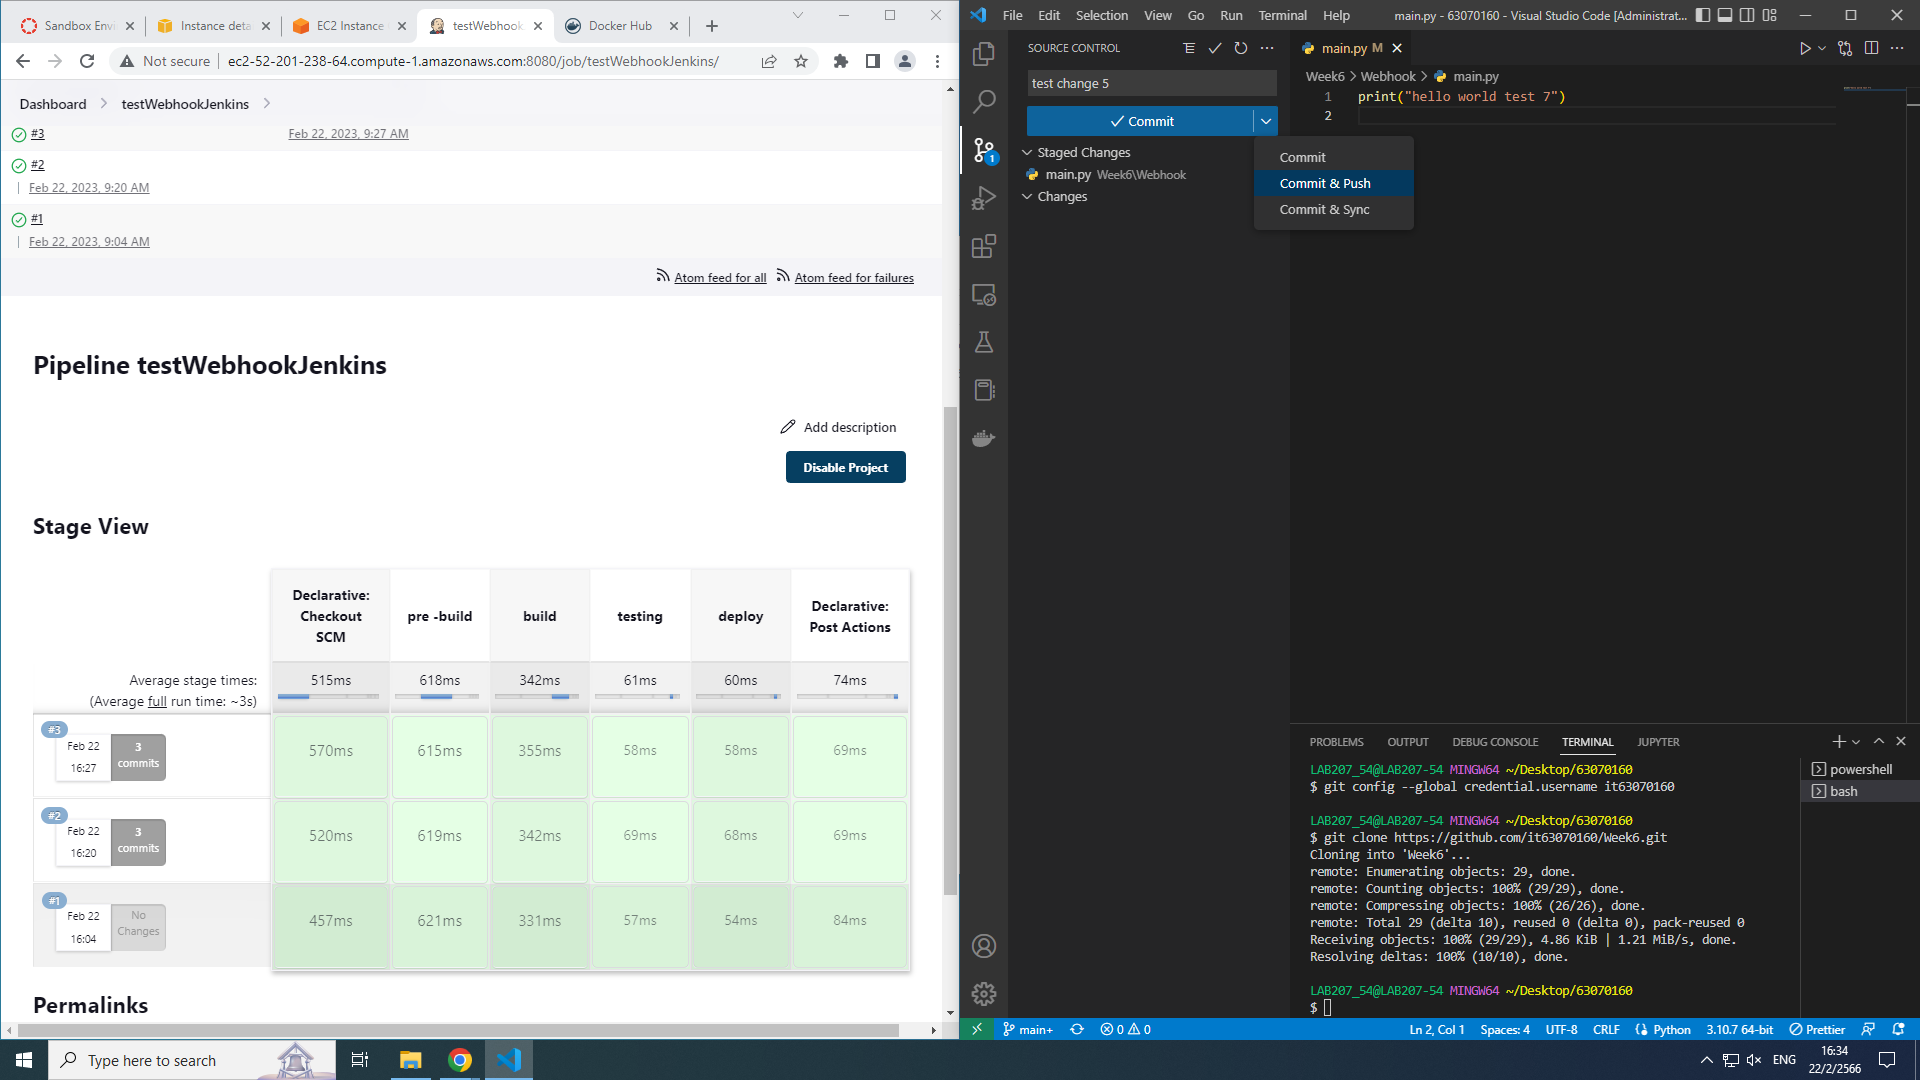 Sandbox Envi
Instance deta
EC2 Instance
testWebhook
Docker Hub
Not secure
ec2-52-201-238-64.compute-1.amazonaws.com:8080/job/testWebhookJenkins/
Dashboard
testWebhookJenkins
#3
Feb 22, 2023, 9:27 AM
#2
Feb 22, 2023, 9:20 AM
#1
Feb 22, 2023, 9:04 AM
Atom feed for all
Atom feed for failures
Pipeline testWebhookJenkins
Add description
Disable Project
Stage View
Declarative: Checkout SCM
pre -build
build
testing
deploy
Declarative: Post Actions
Average stage times:
(Average full run time: ~3s)
515ms
618ms
342ms
61ms
60ms
74ms
#3
Feb 22
16:27
3 commits
570ms
615ms
355ms
58ms
58ms
69ms
#2
Feb 22
16:20
3 commits
520ms
619ms
342ms
69ms
68ms
69ms
#1
Feb 22
16:04
No Changes
457ms
621ms
331ms
57ms
54ms
84ms
Permalinks
File Edit Selection View Go Run Terminal Help
main.py - 63070160 - Visual Studio Code [Administrat...
SOURCE CONTROL
test change 5
Commit
Staged Changes
main.py Week6\Webhook
Changes
1
Commit
Commit & Push
Commit & Sync
main.py M
Week6 > Webhook > main.py
1 print("hello world test 7")
2
PROBLEMS OUTPUT DEBUG CONSOLE TERMINAL JUPYTER
LAB207_54@LAB207-54 MINGW64 ~/Desktop/63070160
$ git config --global credential.username it63070160
LAB207_54@LAB207-54 MINGW64 ~/Desktop/63070160
$ git clone https://github.com/it63070160/Week6.git
Cloning into 'Week6'...
remote: Enumerating objects: 29, done.
remote: Counting objects: 100% (29/29), done.
remote: Compressing objects: 100% (26/26), done.
remote: Total 29 (delta 10), reused 0 (delta 0), pack-reused 0
Receiving objects: 100% (29/29), 4.86 KiB | 1.21 MiB/s, done.
Resolving deltas: 100% (10/10), done.
LAB207_54@LAB207-54 MINGW64 ~/Desktop/63070160
$
powershell
bash
main+
0 0
Ln 2, Col 1
Spaces: 4
UTF-8
CRLF
Python
3.10.7 64-bit
Prettier
Type here to search
ENG
16:34
22/2/2566